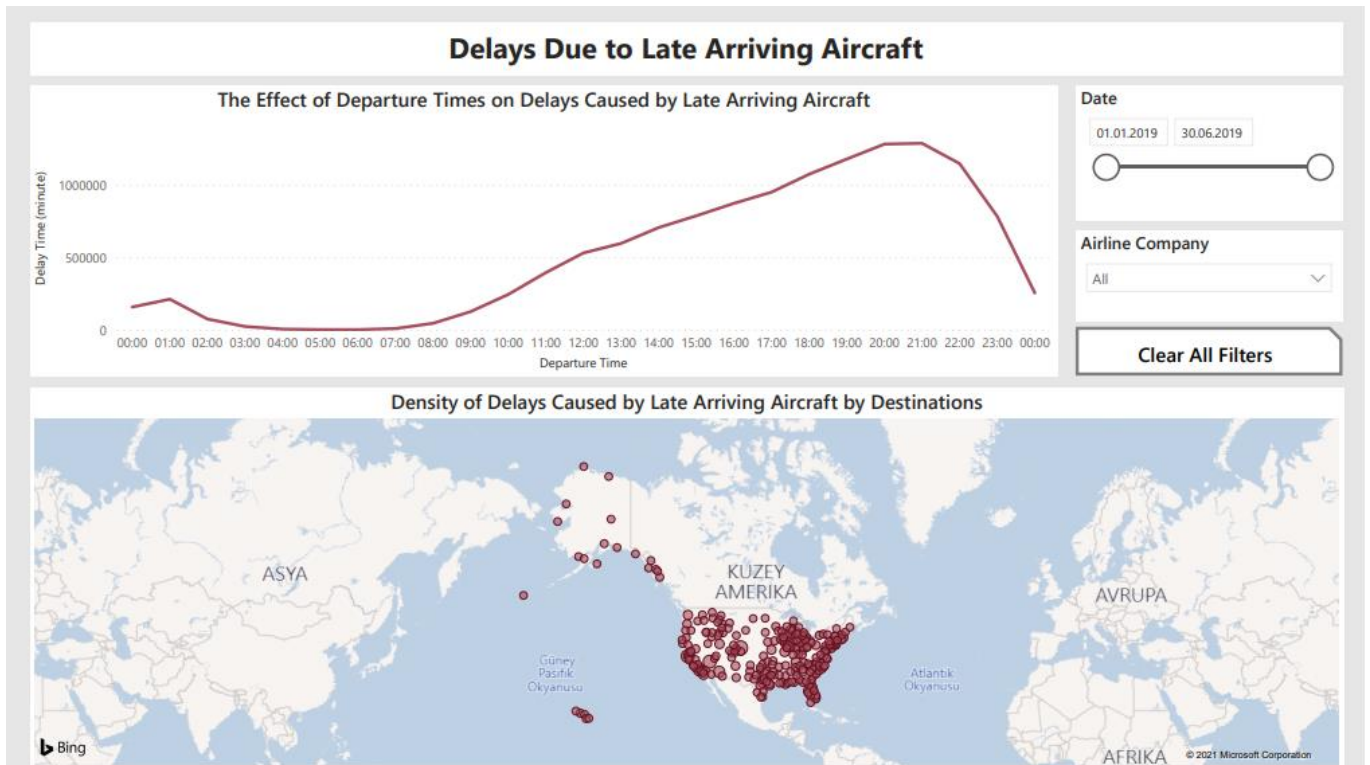 Delays Due to Late Arriving Aircraft
The Effect of Departure Times on Delays Caused by Late Arriving Aircraft
Delay Time (minute)
1000000
500000
0
00:00 01:00 02:00 03:00 04:00 05:00 06:00 07:00 08:00 09:00 10:00 11:00 12:00 13:00 14:00 15:00 16:00 17:00 18:00 19:00 20:00 21:00 22:00 23:00 00:00
Departure Time
Date
01.01.2019 30.06.2019
Airline Company
All
Clear All Filters
Density of Delays Caused by Late Arriving Aircraft by Destinations
ASYA
KUZEY
AMERİKA
AVRUPA
Güney
Pasifik
Okyanusu
Atlantik
Okyanusu
AFRIKA
Bing
© 2021 Microsoft Corporation